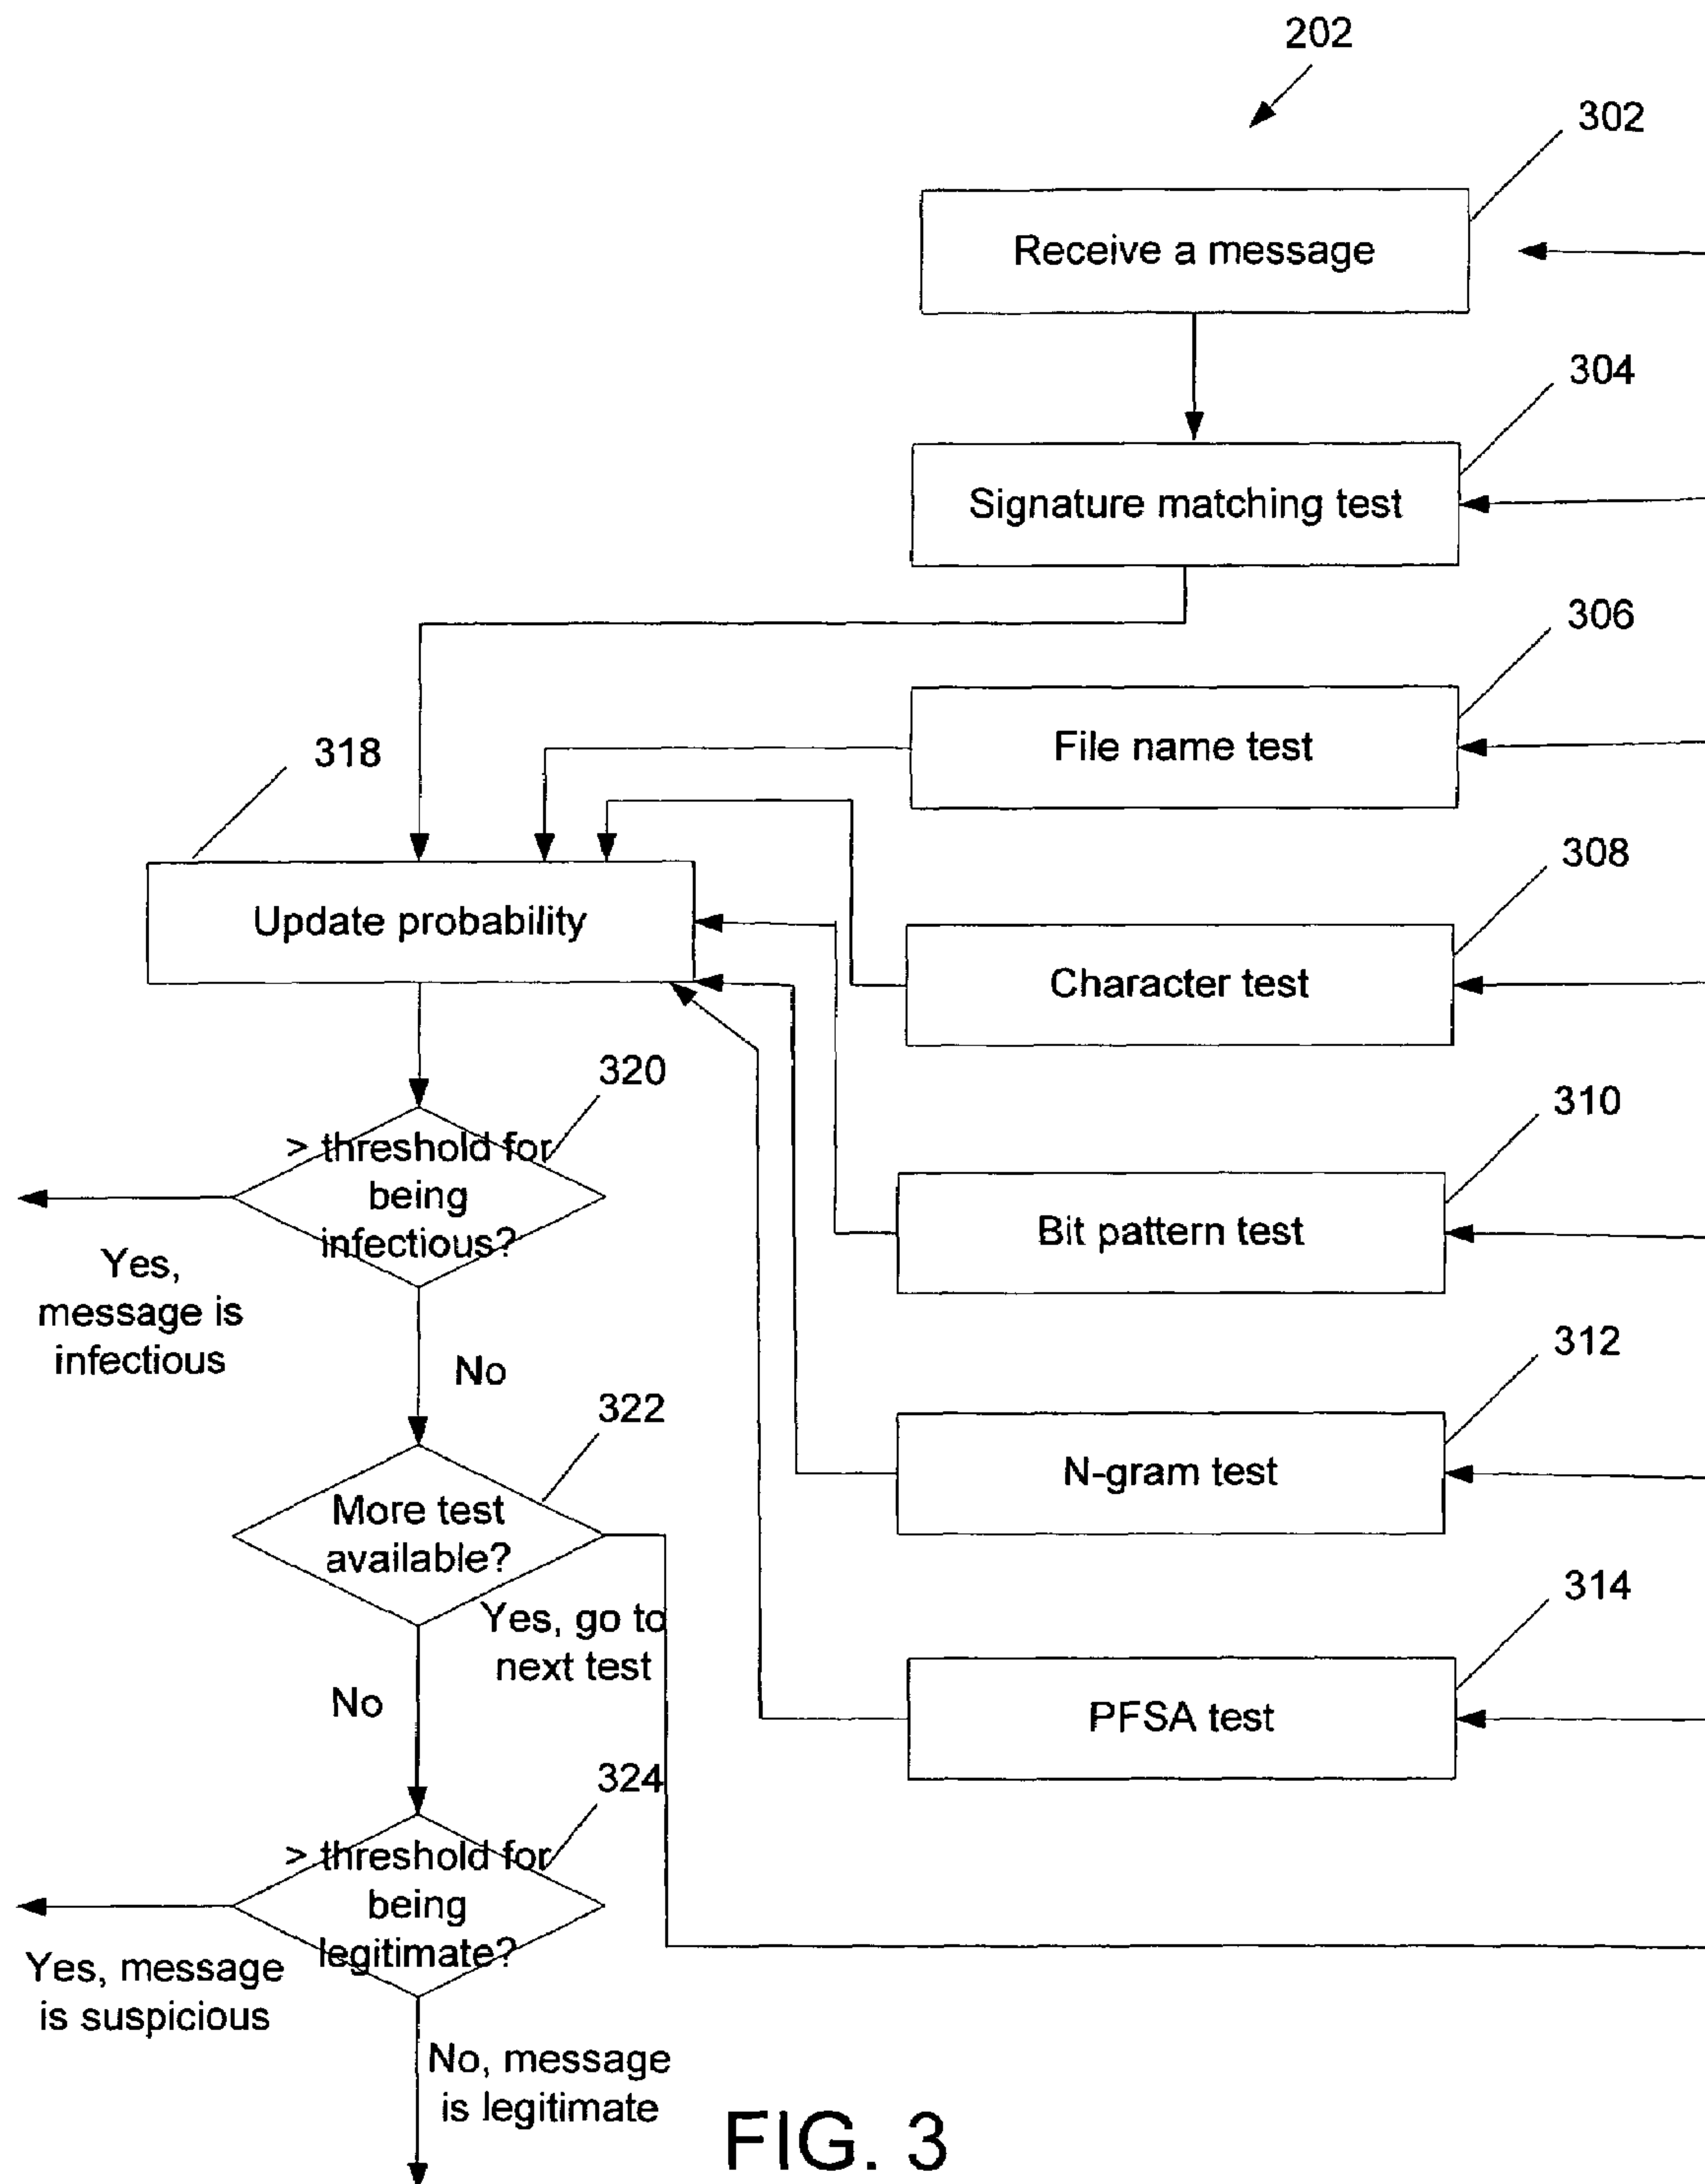 202
302
Receive a message
304
Signature matching test
306
File name test
318
308
Update probability
Character test
320
> threshold for
being
infectious?
310
Bit pattern test
Yes,
message is
infectious
No
312
322
N-gram test
More test
available?
Yes, go to
next test
314
No
PFSA test
324
> threshold for
being
legitimate?
Yes, message
is suspicious
No, message
is legitimate
FIG. 3